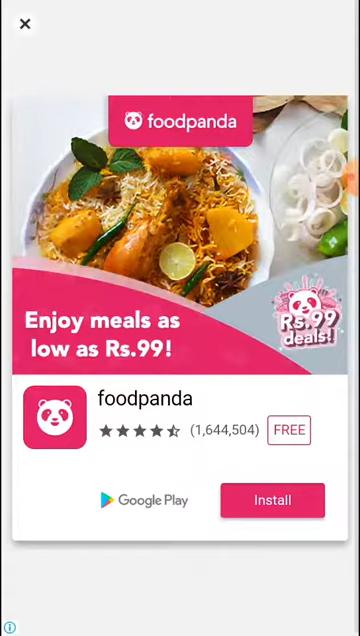 foodpanda
Enjoy meals as
low as Rs.99!
Rs.99
deals!
foodpanda
(1,644,504) FREE
Google Play
Install